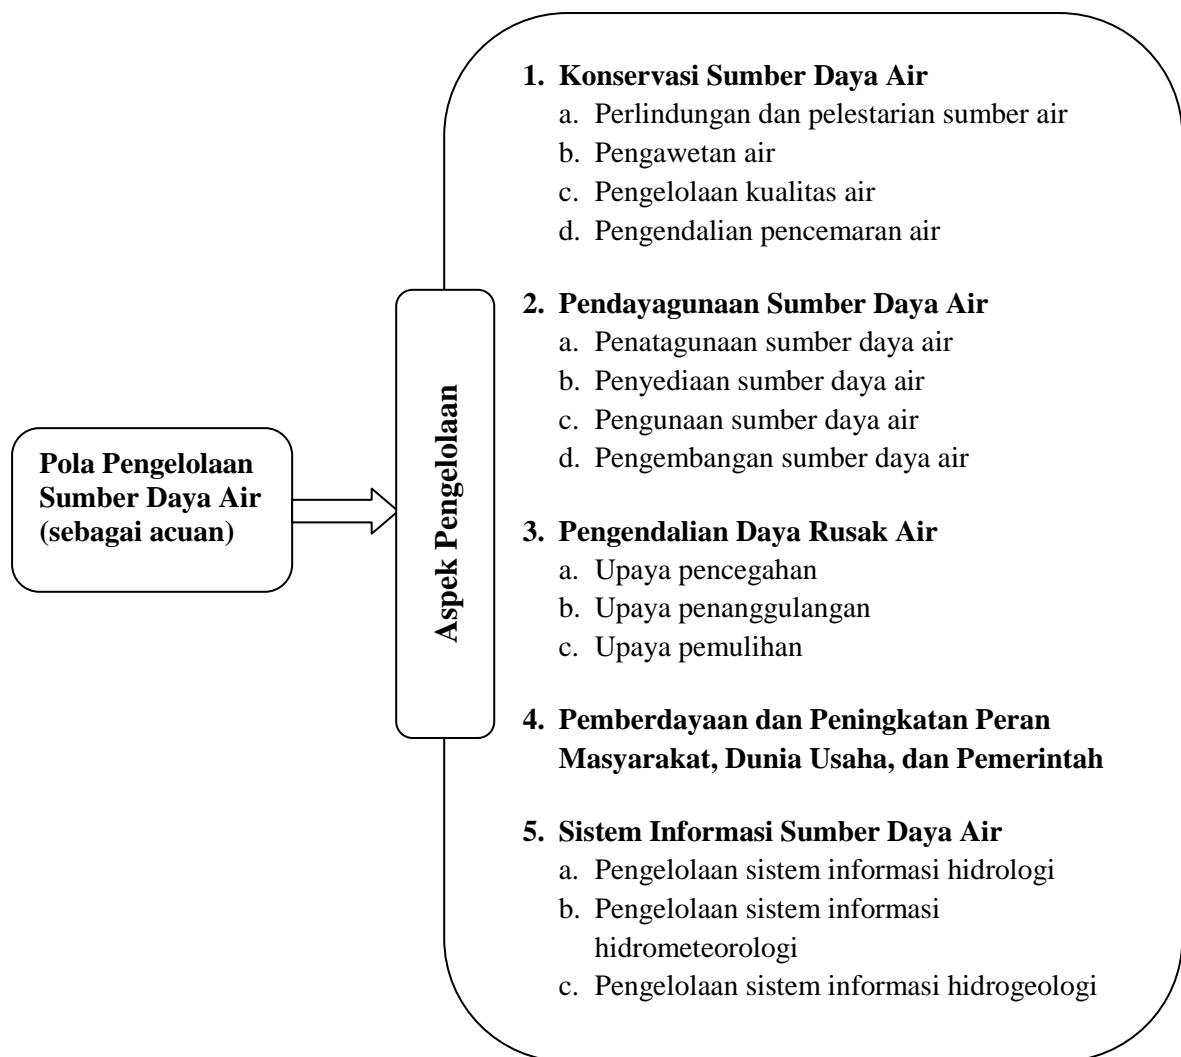 Pola Pengelolaan
Sumber Daya Air
(sebagai acuan)
Aspek Pengelolaan
1. Konservasi Sumber Daya Air
a. Perlindungan dan pelestarian sumber air
b. Pengawetan air
c. Pengelolaan kualitas air
d. Pengendalian pencemaran air
2. Pendayagunaan Sumber Daya Air
a. Penatagunaan sumber daya air
b. Penyediaan sumber daya air
c. Pengunaan sumber daya air
d. Pengembangan sumber daya air
3. Pengendalian Daya Rusak Air
a. Upaya pencegahan
b. Upaya penanggulangan
c. Upaya pemulihan
4. Pemberdayaan dan Peningkatan Peran
Masyarakat, Dunia Usaha, dan Pemerintah
5. Sistem Informasi Sumber Daya Air
a. Pengelolaan sistem informasi hidrologi
b. Pengelolaan sistem informasi
hidrometeorologi
c. Pengelolaan sistem informasi hidrogeologi